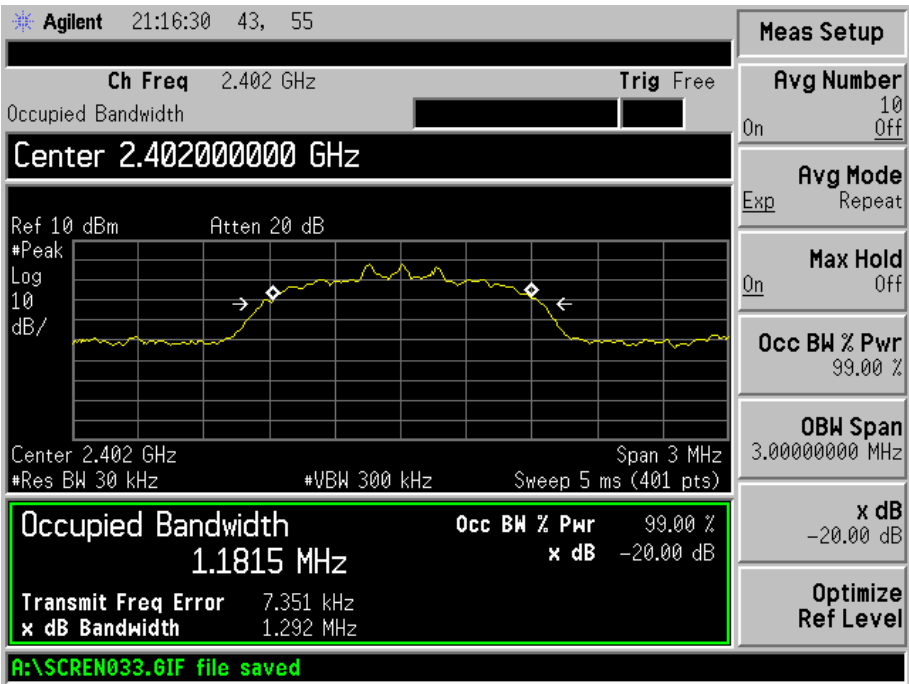 Agilent 21:16:30 43, 55
Ch Freq 2.402 GHz Trig Free
Occupied Bandwidth
Center 2.402000000 GHz
Ref 10 dBm Atten 20 dB
#Peak
Log
10
dB/
Center 2.402 GHz Span 3 MHz
#Res BW 30 kHz #VBW 300 kHz Sweep 5 ms (401 pts)
Occupied Bandwidth Occ BW % Pwr 99.00 %
1.1815 MHz x dB -20.00 dB
Transmit Freq Error 7.351 kHz
x dB Bandwidth 1.292 MHz
A:\SCREN033.GIF file saved
Meas Setup
Avg Number
10
On Off
Avg Mode
Exp Repeat
Max Hold
On Off
Occ BW % Pwr
99.00 %
OBW Span
3.00000000 MHz
x dB
-20.00 dB
Optimize
Ref Level